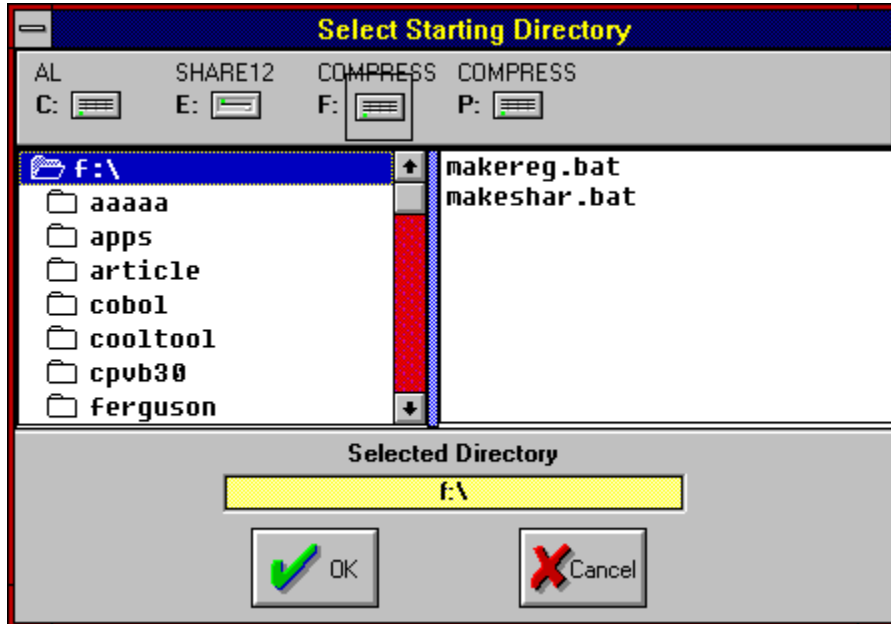 Select Starting Directory
AL SHARE12 COMPRESS COMPRESS
C: E: F: P:
f:\
aaaaa
apps
article
cobol
cooltool
cpvb30
ferguson
makereg.bat
makeshar.bat
Selected Directory
f:\
OK Cancel